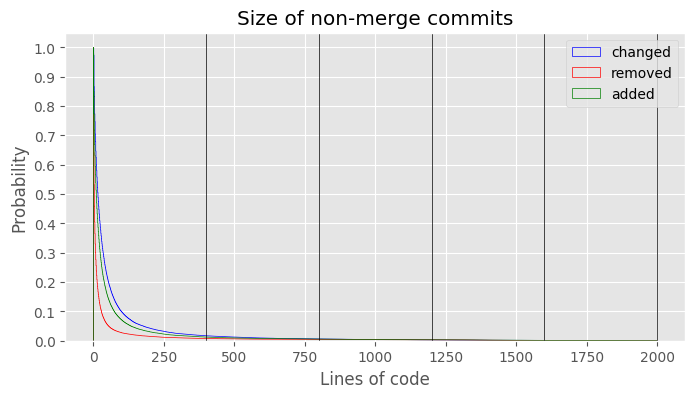 Size of non-merge commits
changed
removed
added
Probability
1.0
0.9
0.8
0.7
0.6
0.5
0.4
0.3
0.2
0.1
0.0
0 250 500 750 1000 1250 1500 1750 2000
Lines of code